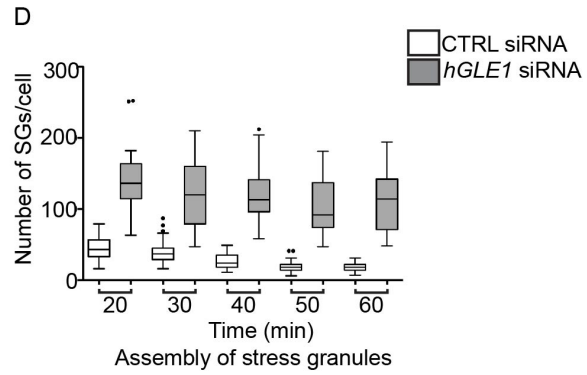 D
CTRL siRNA
hGLE1 siRNA
Number of SGs/cell
300
200
100
0
20 30 40 50 60
Time (min)
Assembly of stress granules